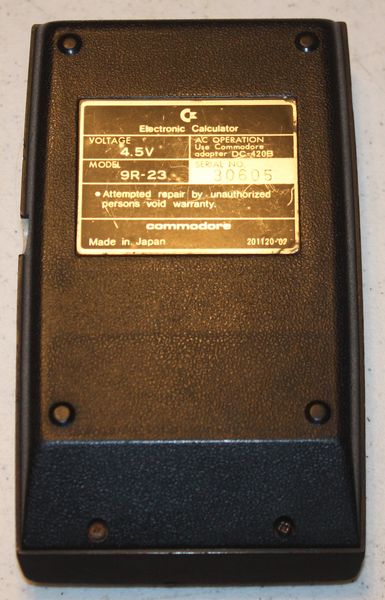 Electronic Calculator
VOLTAGE
4.5V
AC OPERATION
Use Commodore
adapter DC-420B
MODEL
9R-23
SERIAL NO.
30605
• Attempted repair by unauthorized
persons void warranty.
commodore
Made in Japan
201120-02